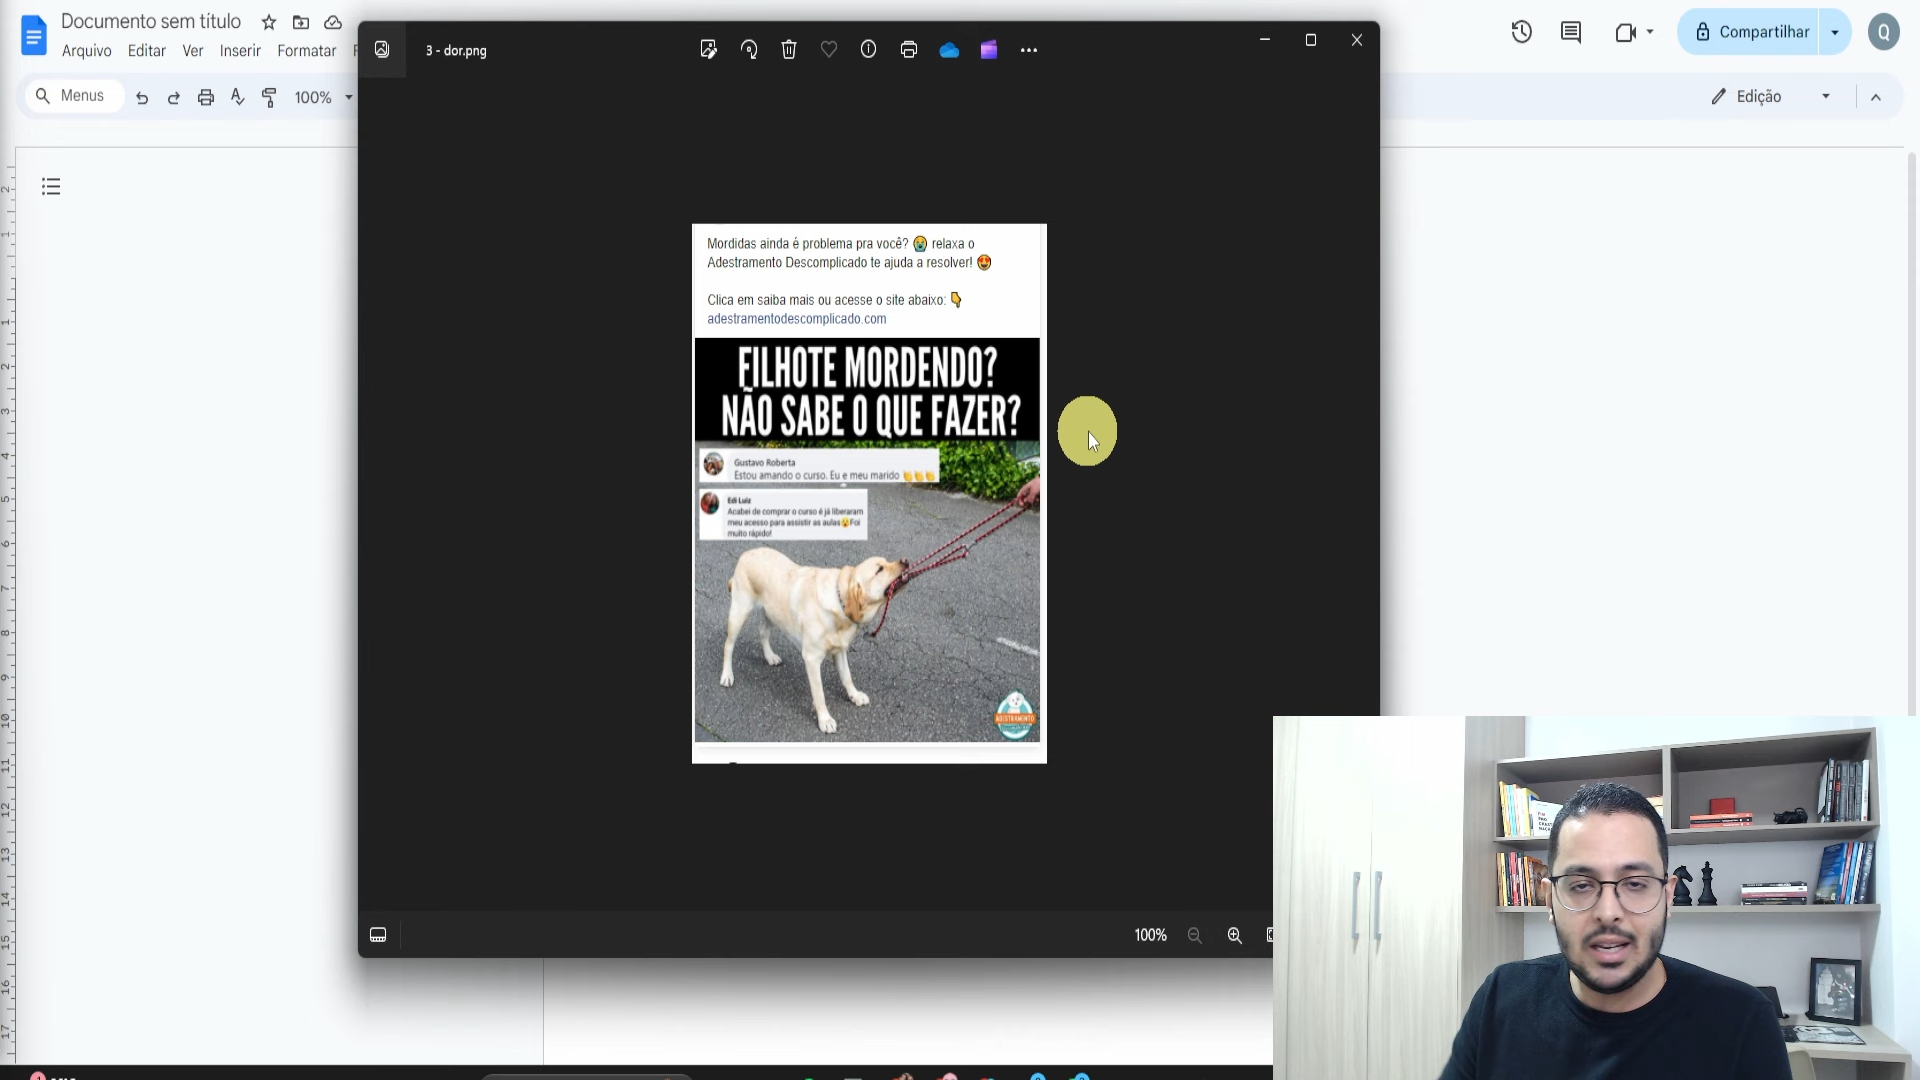 Documento sem título
Arquivo Editar Ver Inserir Formatar
Menus
100%
3 - dor.png
Compartilhar
Q
Edição
Mordidas ainda é problema pra você? 😭 relaxa o
Adestramento Descomplicado te ajuda a resolver! 😍
Clica em saiba mais ou acesse o site abaixo: 👇
adestramentodescomplicado.com
FILHOTE MORDENDO?
NÃO SABE O QUE FAZER?
Gustavo Roberta
Estou amando o curso. Eu e meu marido 👏👏👏
Edi Luiz
Acabei de comprar o curso é já liberaram
meu acesso para assistir as aulas😮Foi
muito rápido!
ADESTRAMENTO
100%